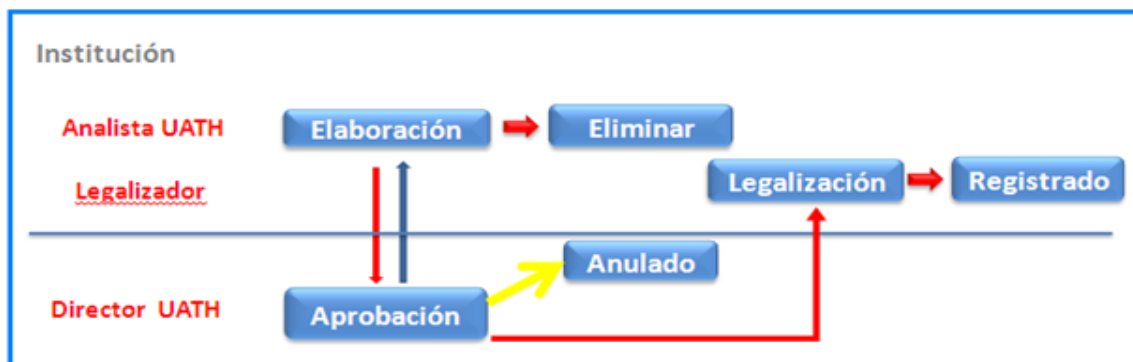 Institución
Analista UATH
Elaboración
Eliminar
Legalizador
Legalización
Registrado
Anulado
Director UATH
Aprobación